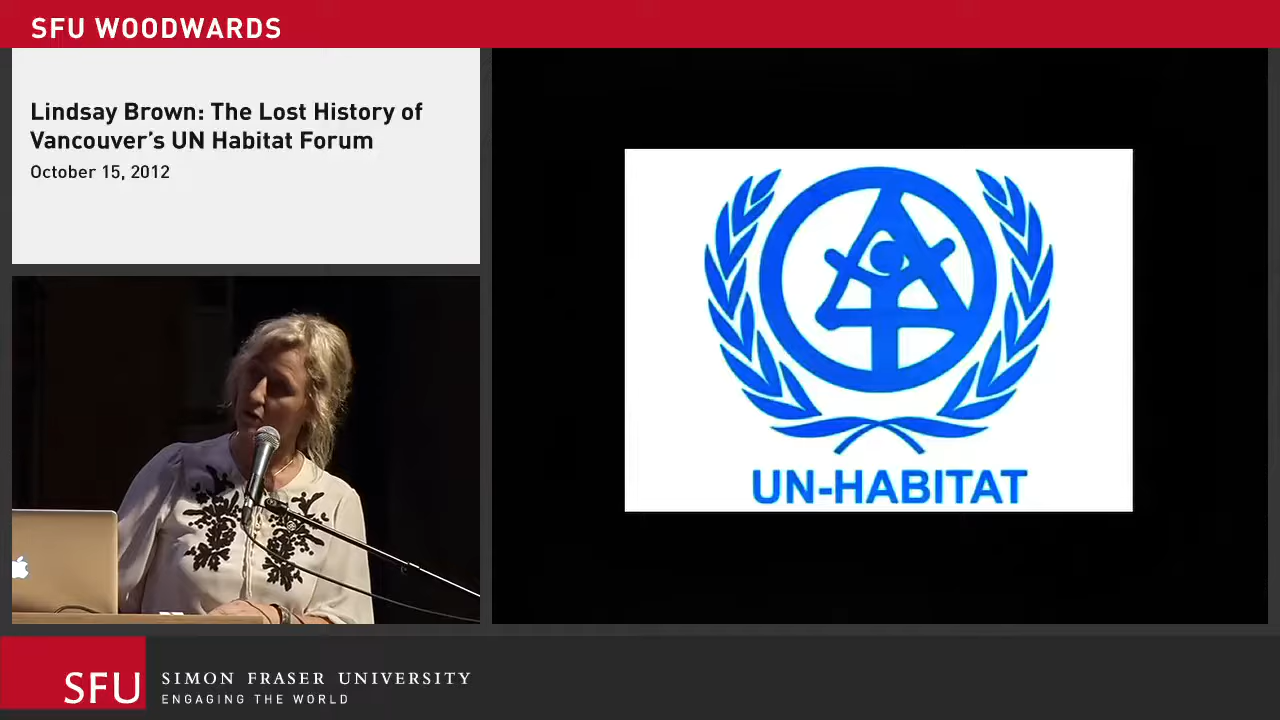 SFU WOODWARDS
Lindsay Brown: The Lost History of
Vancouver's UN Habitat Forum
October 15, 2012
UN-HABITAT
SFU
SIMON FRASER UNIVERSITY
ENGAGING THE WORLD